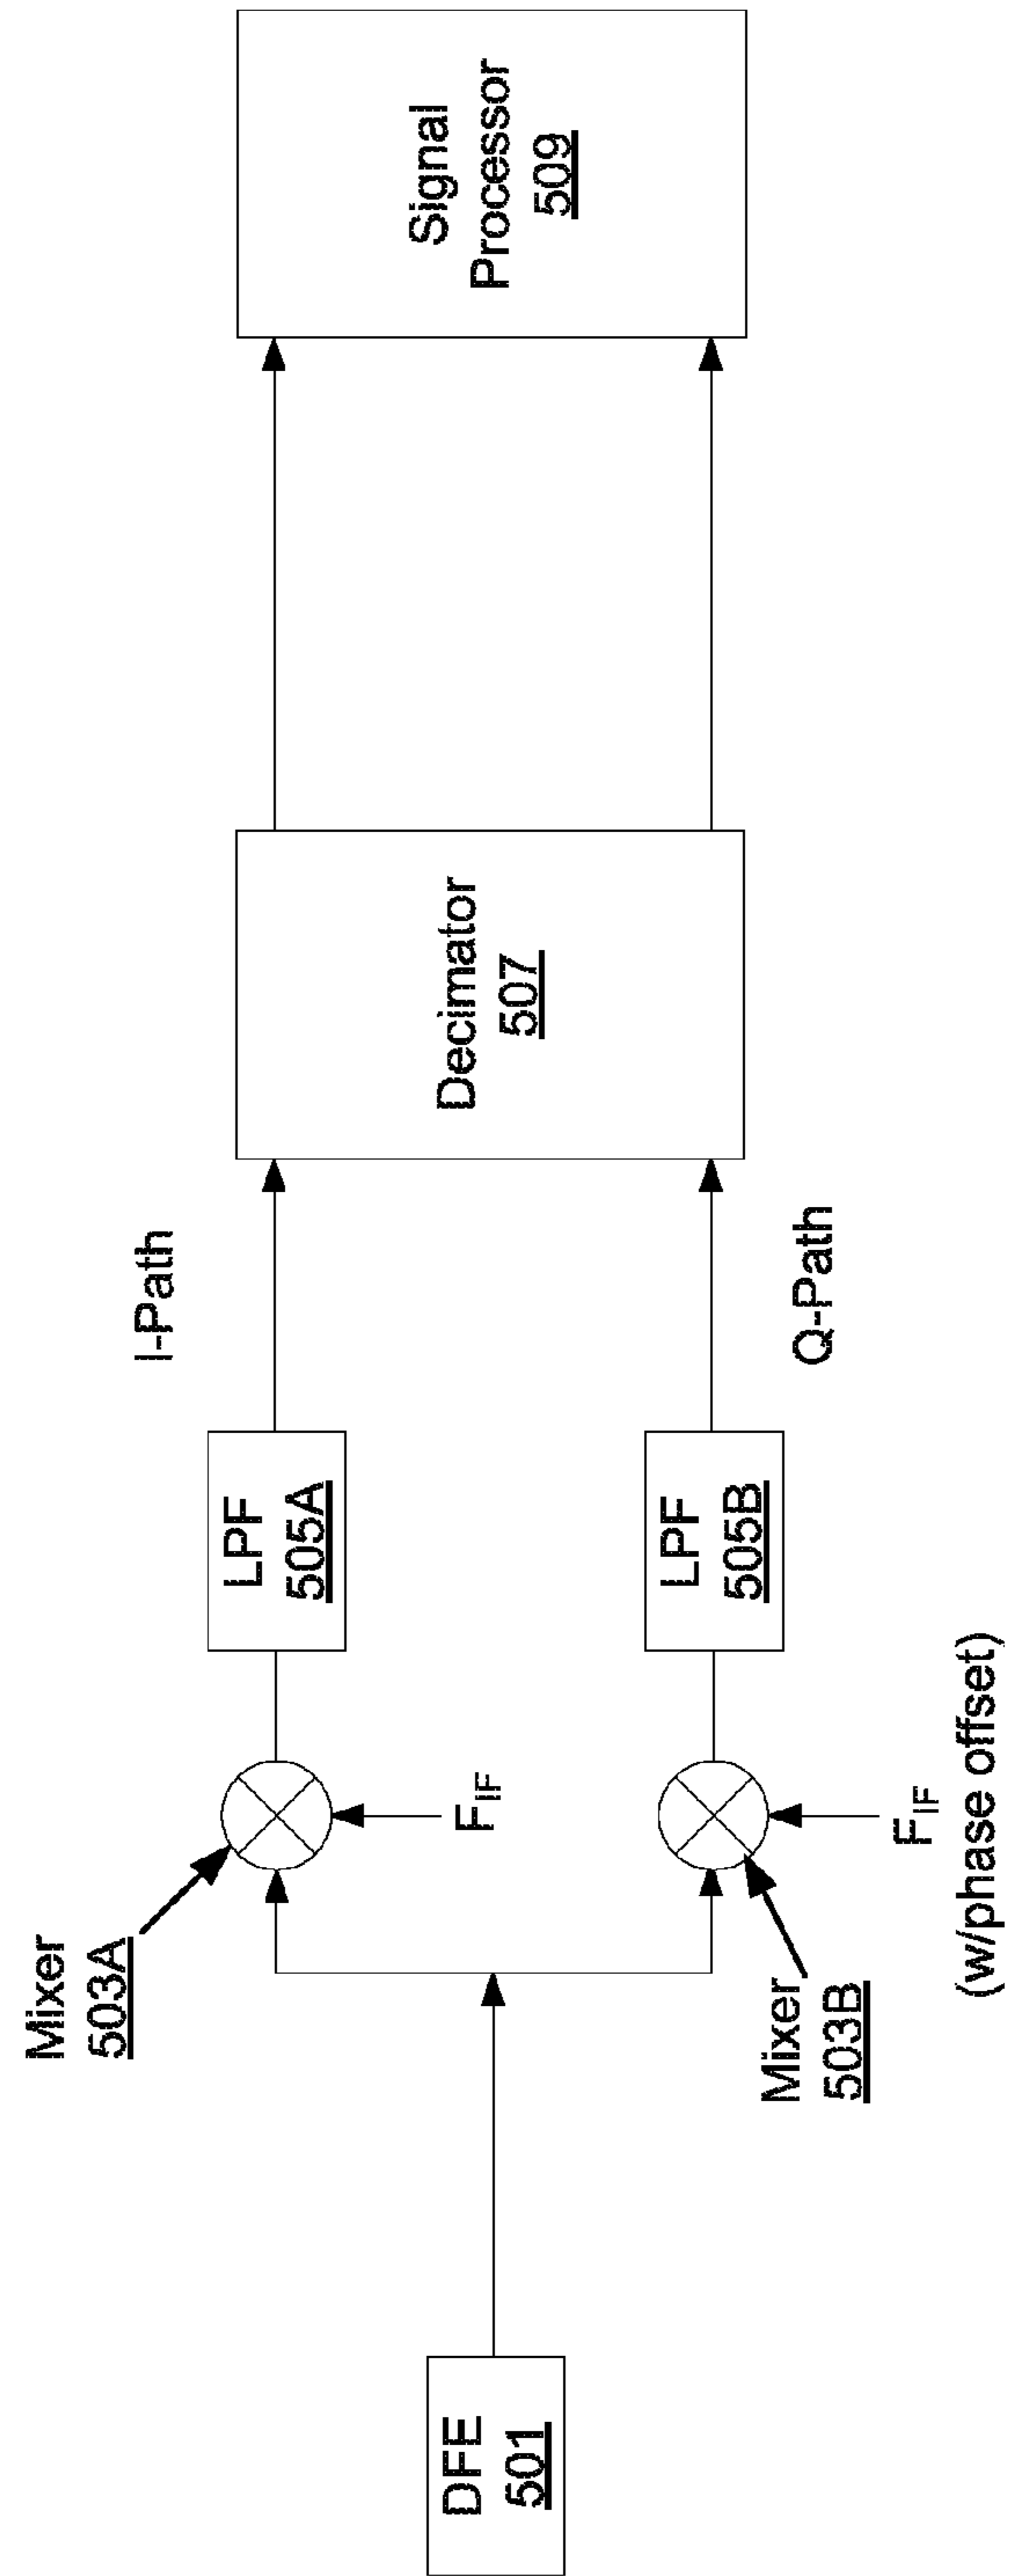 DFE
501
Mixer
503A
F_IF
Mixer
503B
F_IF
(w/phase offset)
LPF
505A
LPF
505B
I-Path
Q-Path
Decimator
507
Signal
Processor
509